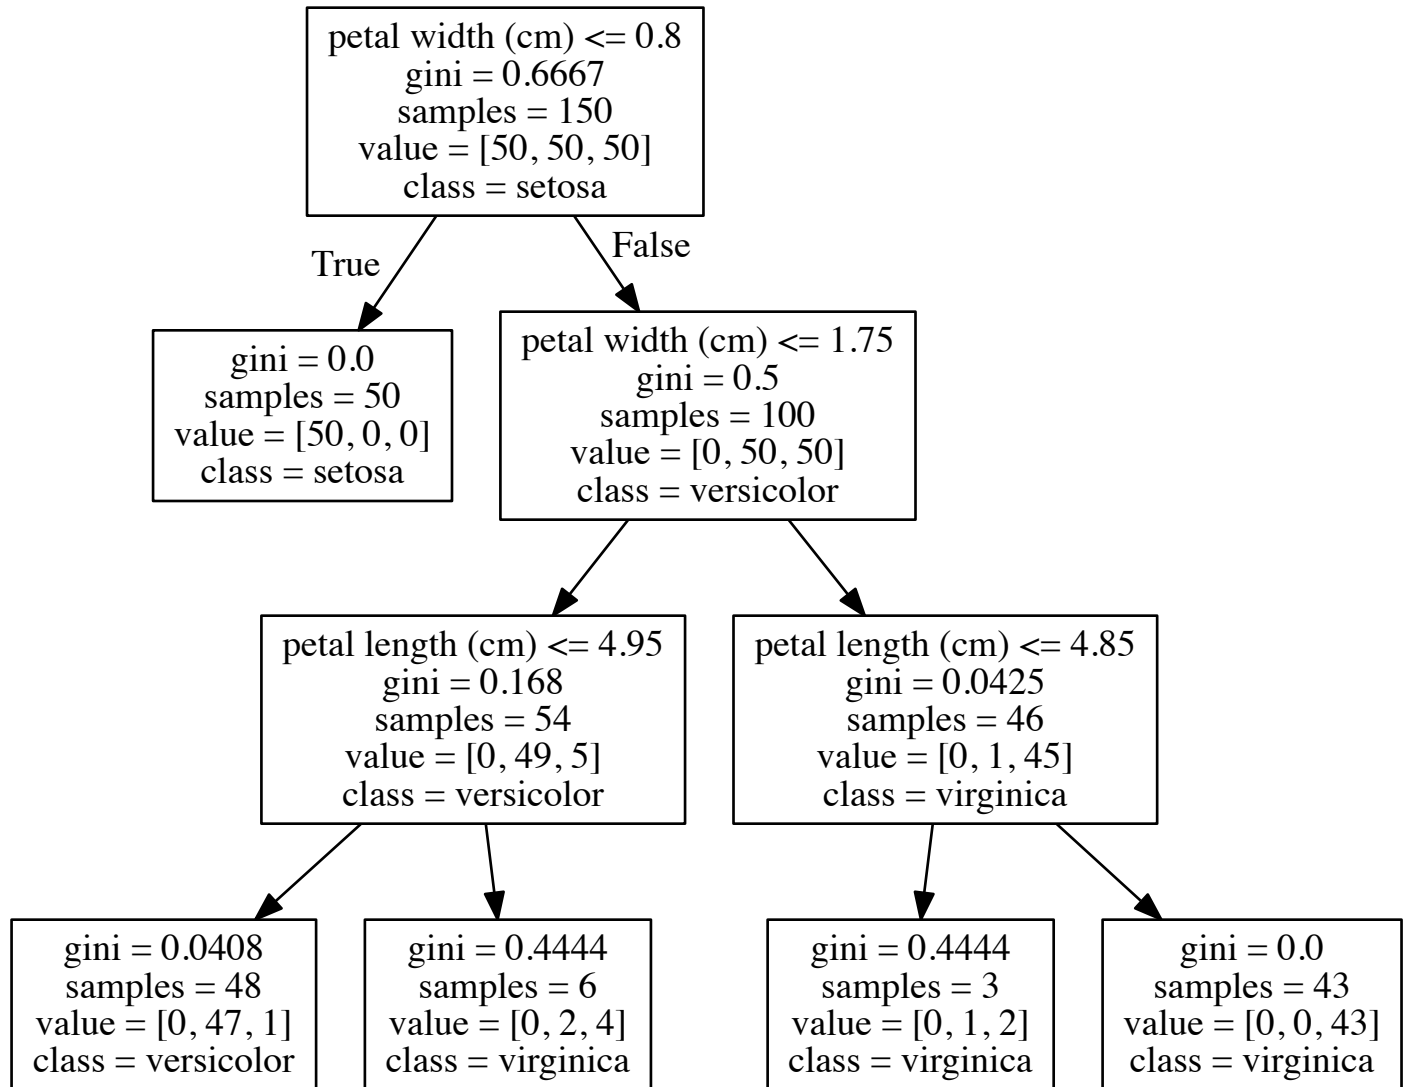 petal width (cm) <= 0.8
gini = 0.6667
samples = 150
value = [50, 50, 50]
class = setosa
True
False
gini = 0.0
samples = 50
value = [50, 0, 0]
class = setosa
petal width (cm) <= 1.75
gini = 0.5
samples = 100
value = [0, 50, 50]
class = versicolor
petal length (cm) <= 4.95
gini = 0.168
samples = 54
value = [0, 49, 5]
class = versicolor
petal length (cm) <= 4.85
gini = 0.0425
samples = 46
value = [0, 1, 45]
class = virginica
gini = 0.0408
samples = 48
value = [0, 47, 1]
class = versicolor
gini = 0.4444
samples = 6
value = [0, 2, 4]
class = virginica
gini = 0.4444
samples = 3
value = [0, 1, 2]
class = virginica
gini = 0.0
samples = 43
value = [0, 0, 43]
class = virginica